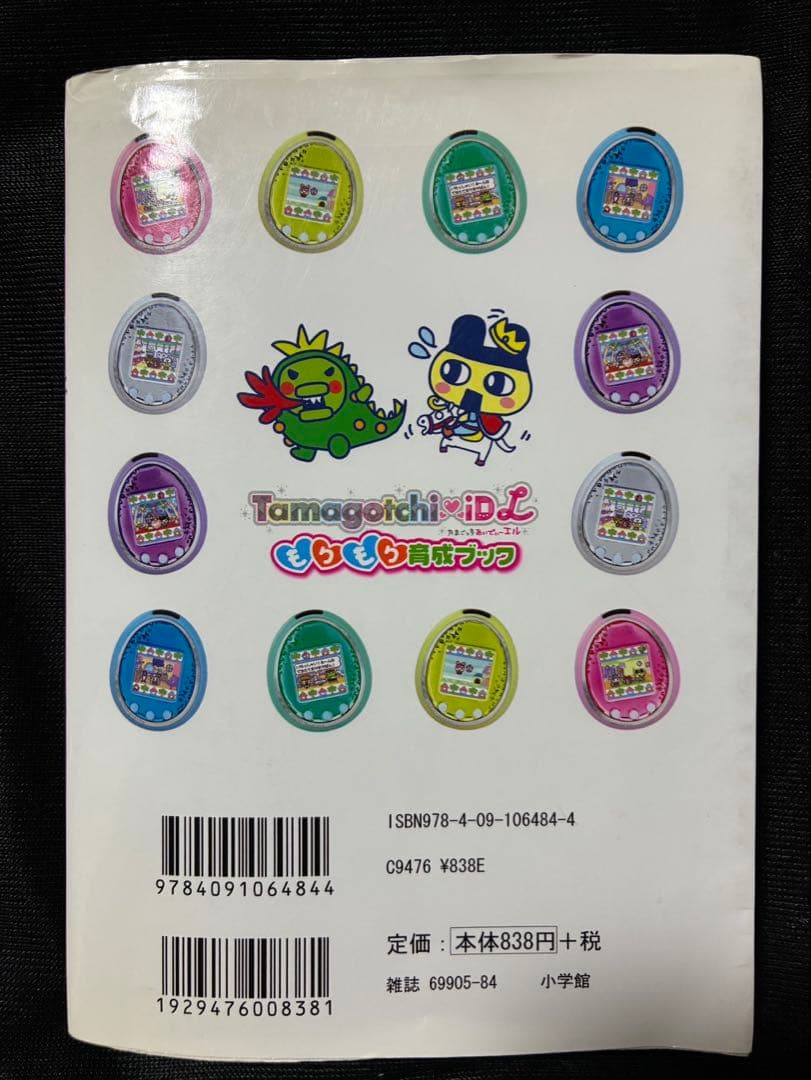 Tamagotchi♥iD L
たまごっちあいでぃーエル
もりもり育成ブック
ISBN978-4-09-106484-4
C9476 ¥838E
9784091064844
定価：本体838円＋税
雑誌 69905-84 小学館
1929476008381